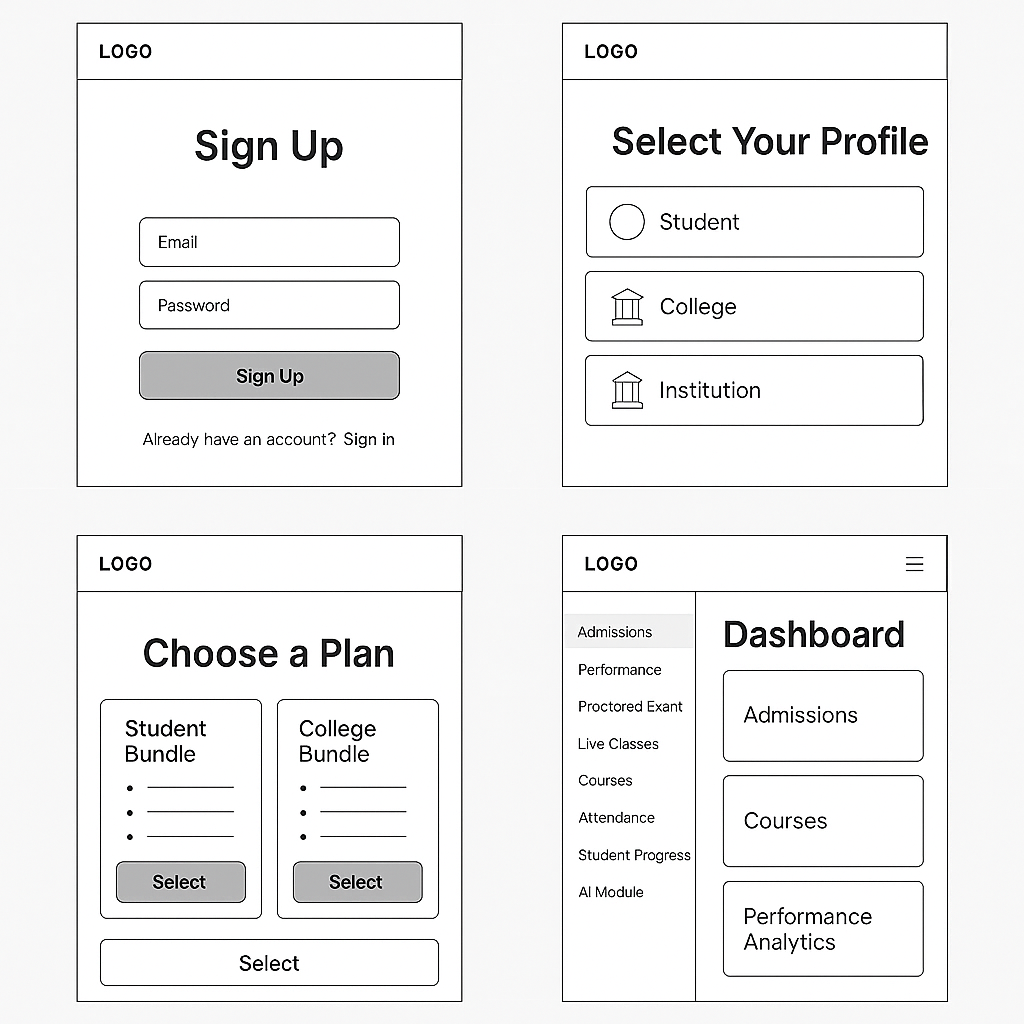 LOGO
Sign Up
Email
Password
Sign Up
Already have an account? Sign in
LOGO
Select Your Profile
Student
College
Institution
LOGO
Choose a Plan
Student
Bundle
Select
College
Bundle
Select
Select
LOGO
Admissions
Performance
Proctored Exant
Live Classes
Courses
Attendance
Student Progress
AI Module
Dashboard
Admissions
Courses
Performance
Analytics